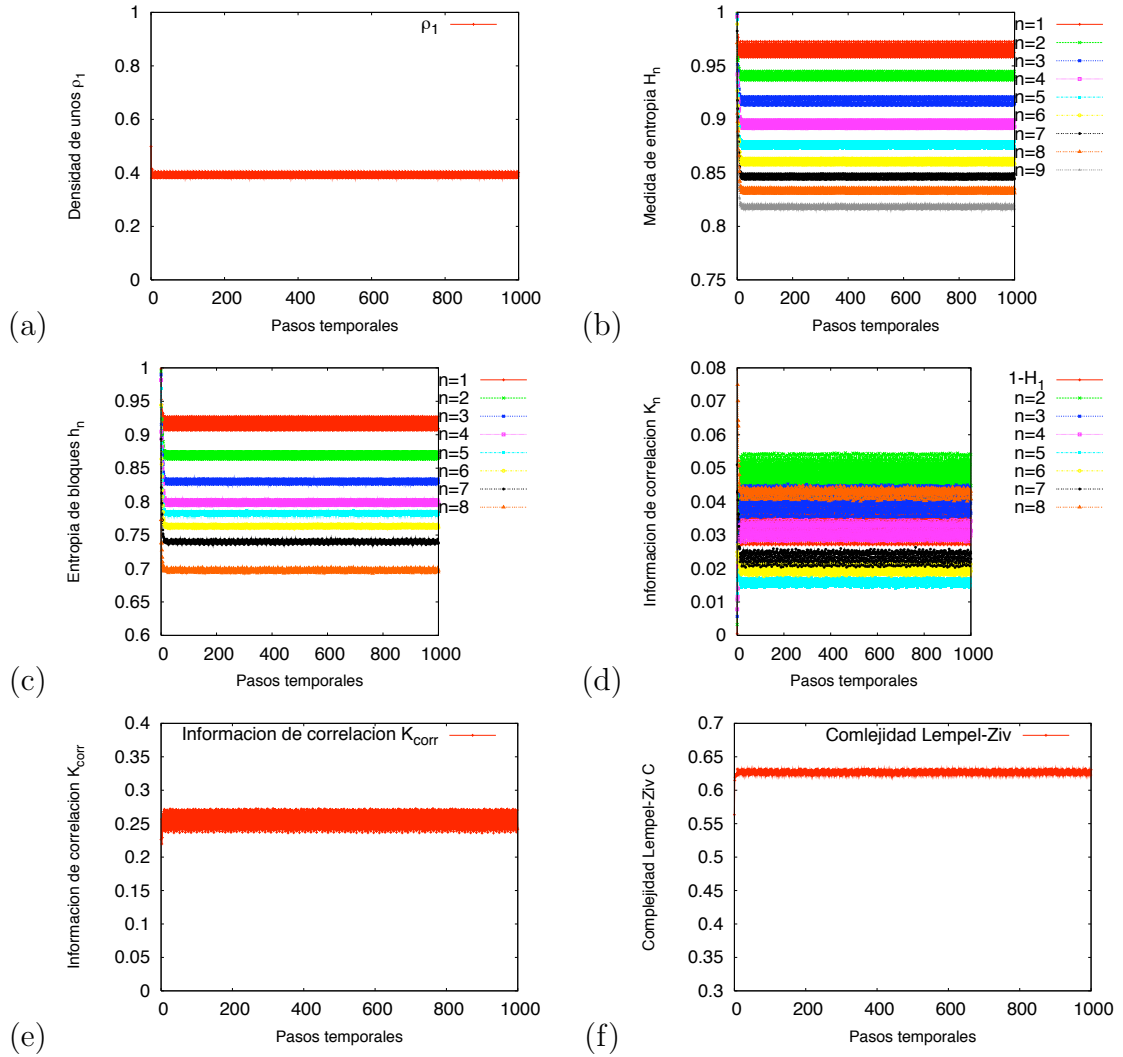 ρ1
1
0.8
0.6
0.4
0.2
0
Densidad de unos ρ1
0 200 400 600 800 1000
Pasos temporales
(a)
n=1
n=2
n=3
n=4
n=5
n=6
n=7
n=8
n=9
1
0.95
0.9
0.85
0.8
0.75
Medida de entropia Hn
0 200 400 600 800 1000
Pasos temporales
(b)
n=1
n=2
n=3
n=4
n=5
n=6
n=7
n=8
1
0.95
0.9
0.85
0.8
0.75
0.7
0.65
0.6
Entropia de bloques hn
0 200 400 600 800 1000
Pasos temporales
(c)
1-H1
n=2
n=3
n=4
n=5
n=6
n=7
n=8
0.08
0.07
0.06
0.05
0.04
0.03
0.02
0.01
0
Informacion de correlación Kn
0 200 400 600 800 1000
Pasos temporales
(d)
Informacion de correlacion Kcorr
0.4
0.35
0.3
0.25
0.2
0.15
0.1
0.05
0
Informacion de correlacion Kcorr
0 200 400 600 800 1000
Pasos temporales
(e)
Comlejidad Lempel-Ziv
0.7
0.65
0.6
0.55
0.5
0.45
0.4
0.35
0.3
Complejidad Lempel-Ziv C
0 200 400 600 800 1000
Pasos temporales
(f)